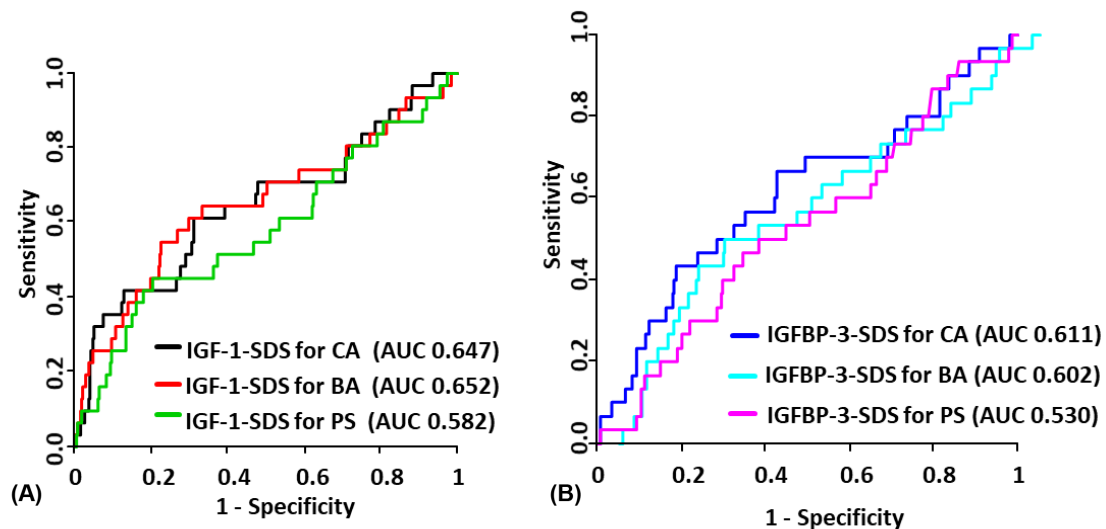 1.0
0.8
0.6
0.4
0.2
0.0
Sensitivity
IGF-1-SDS for CA (AUC 0.647)
IGF-1-SDS for BA (AUC 0.652)
IGF-1-SDS for PS (AUC 0.582)
0 0.2 0.4 0.6 0.8 1
1 - Specificity
(A)
1.0
0.8
0.6
0.4
0.2
0.0
Sensitivity
IGFBP-3-SDS for CA (AUC 0.611)
IGFBP-3-SDS for BA (AUC 0.602)
IGFBP-3-SDS for PS (AUC 0.530)
0 0.2 0.4 0.6 0.8 1
1 - Specificity
(B)